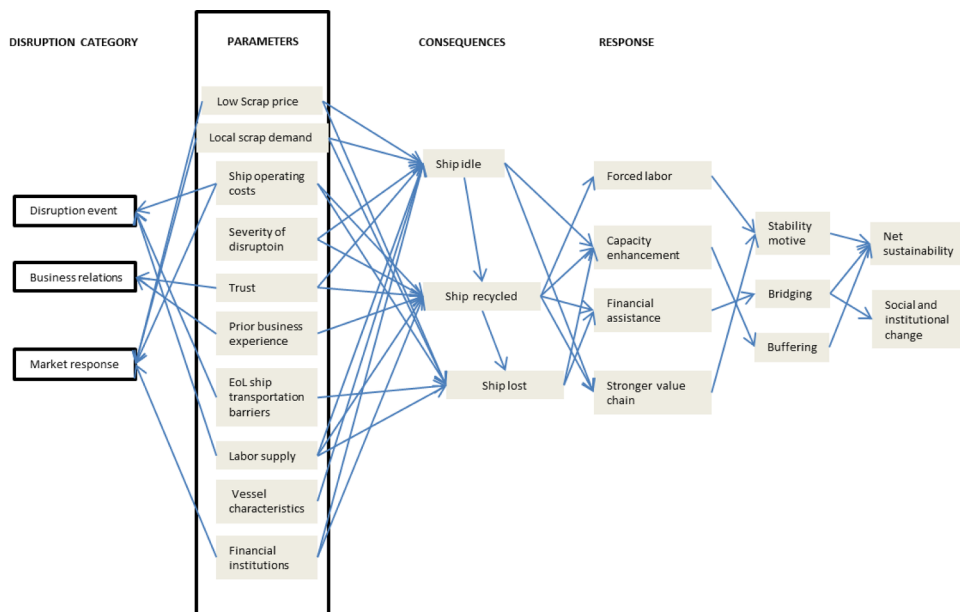 DISRUPTION CATEGORY
PARAMETERS
CONSEQUENCES
RESPONSE
Low Scrap price
Local scrap demand
Ship operating
costs
Severity of
disruptoin
Trust
Prior business
experience
EoL ship
transportation
barriers
Labor supply
Vessel
characteristics
Financial
institutions
Disruption event
Business relations
Market response
Ship idle
Ship recycled
Ship lost
Forced labor
Capacity
enhancement
Financial
assistance
Stronger value
chain
Stability
motive
Bridging
Buffering
Net
sustainability
Social and
institutional
change